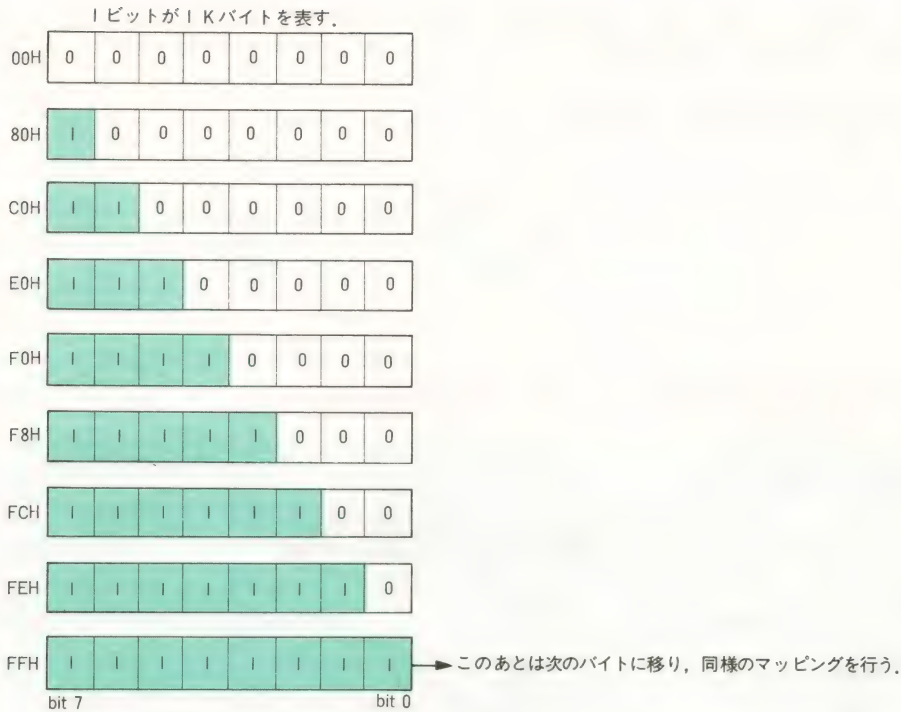 1ビットが1Kバイトを表す.
00H 0 0 0 0 0 0 0 0
80H 1 0 0 0 0 0 0 0
C0H 1 1 0 0 0 0 0 0
E0H 1 1 1 0 0 0 0 0
F0H 1 1 1 1 0 0 0 0
F8H 1 1 1 1 1 0 0 0
FCH 1 1 1 1 1 1 0 0
FEH 1 1 1 1 1 1 1 0
FFH 1 1 1 1 1 1 1 1 このあとは次のバイトに移り,同様のマッピングを行う.
bit 7 bit 0